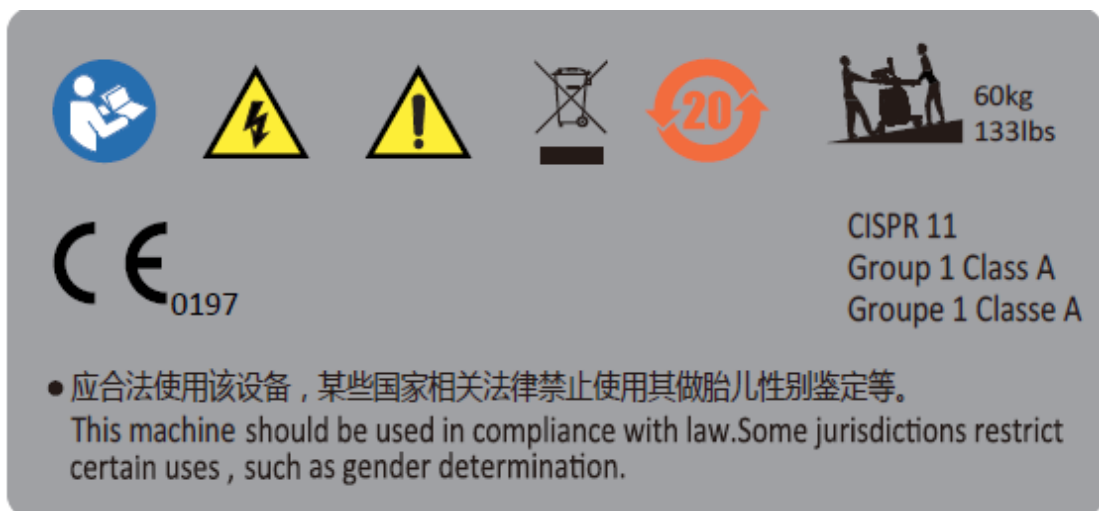 20
60kg
133lbs
CE 0197
CISPR 11
Group 1 Class A
Groupe 1 Classe A
● 应合法使用该设备，某些国家相关法律禁止使用其做胎儿性别鉴定等。
This machine should be used in compliance with law.Some jurisdictions restrict
certain uses , such as gender determination.